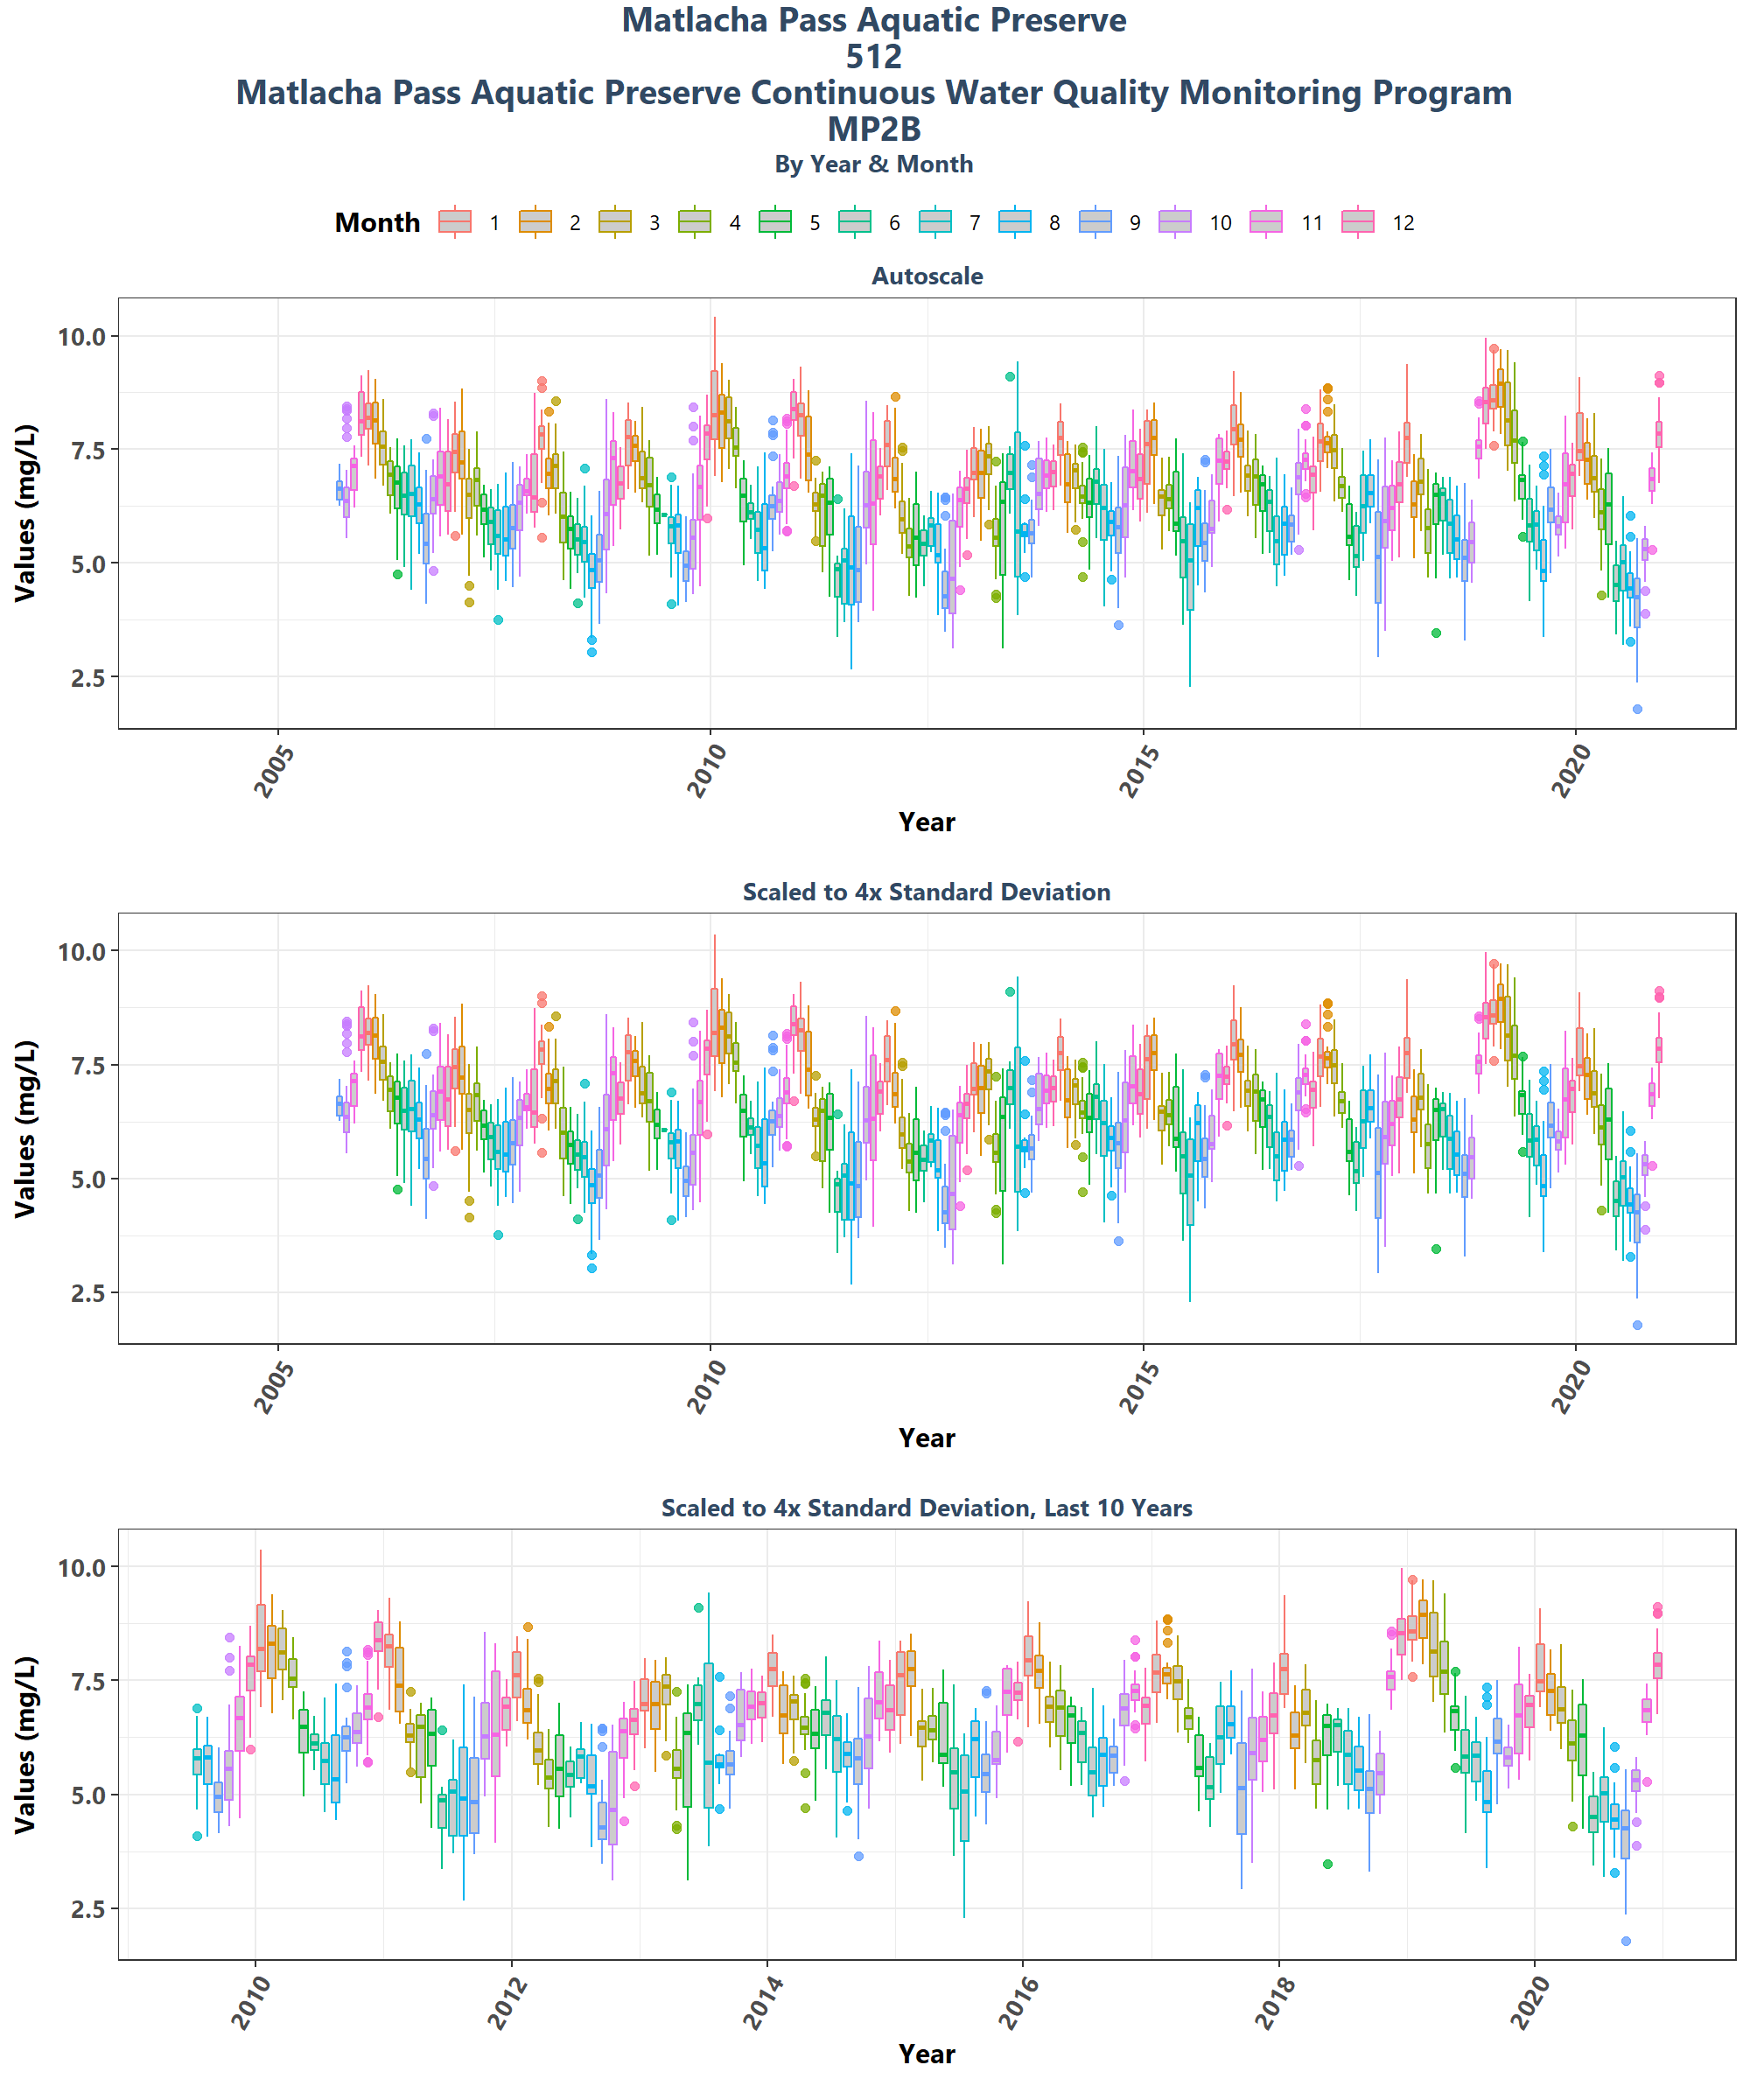 Matlacha Pass Aquatic Preserve
512
Matlacha Pass Aquatic Preserve Continuous Water Quality Monitoring Program
MP2B
By Year & Month
Month 1 2 3 4 5 6 7 8 9 10 11 12
Autoscale
Values (mg/L)
10.0
7.5
5.0
2.5
2005 2010 2015 2020
Year
Scaled to 4x Standard Deviation
Values (mg/L)
10.0
7.5
5.0
2.5
2005 2010 2015 2020
Year
Scaled to 4x Standard Deviation, Last 10 Years
Values (mg/L)
10.0
7.5
5.0
2.5
2010 2012 2014 2016 2018 2020
Year